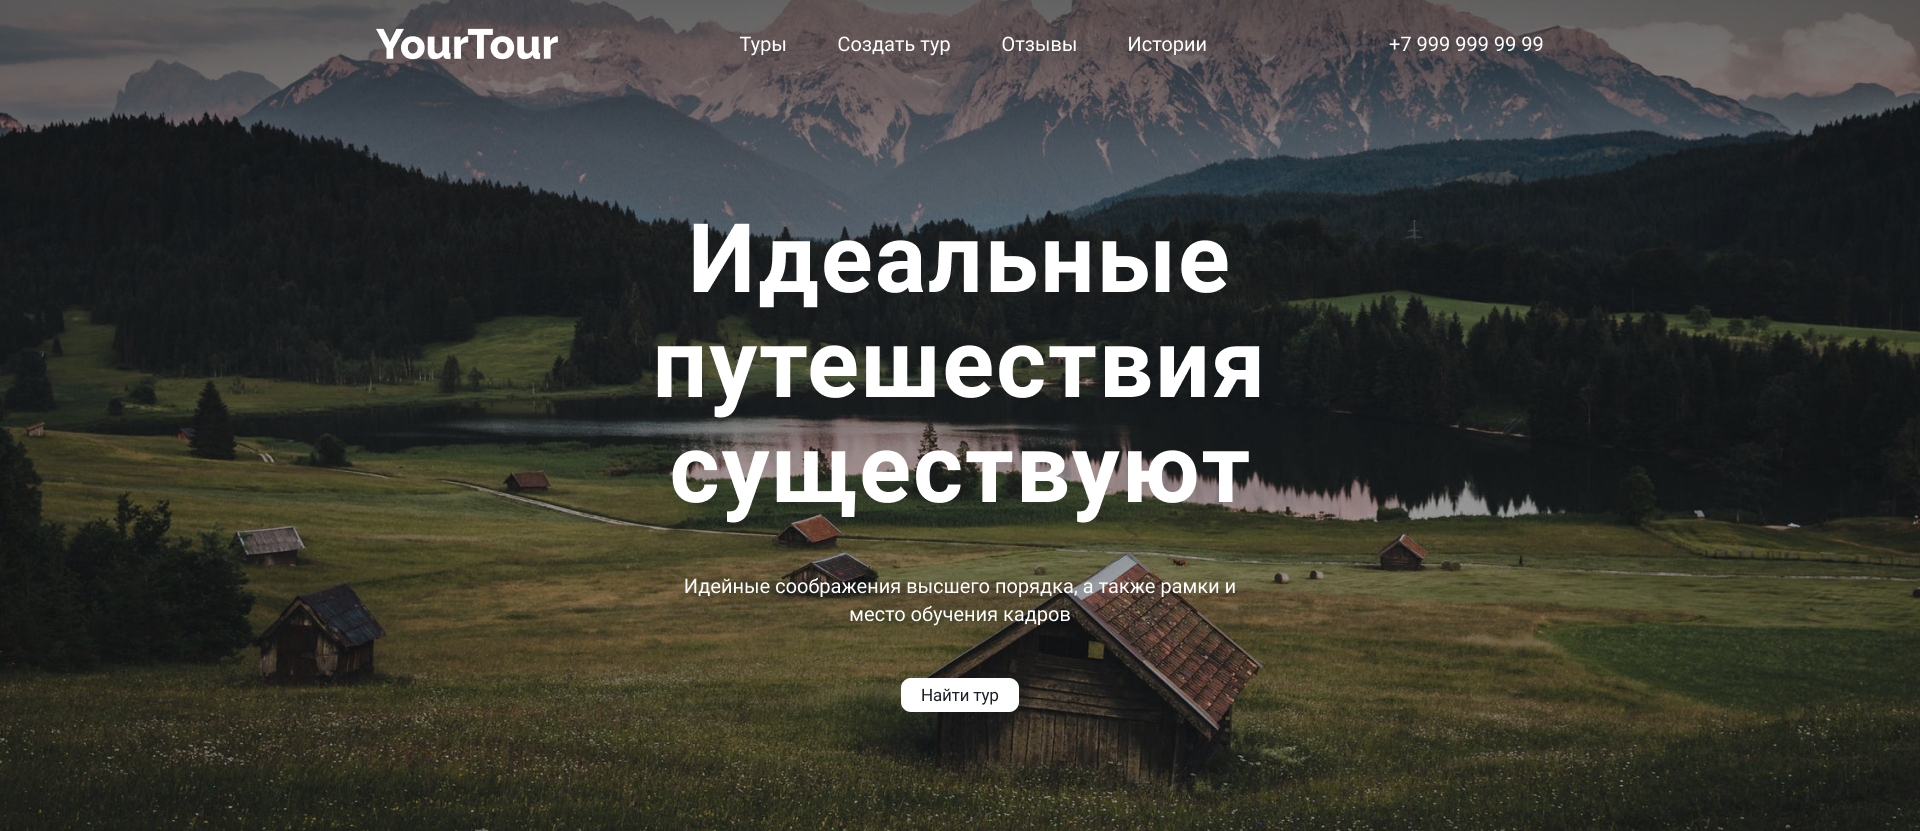 YourTour
Туры
Создать тур
Отзывы
Истории
+7 999 999 99 99
Идеальные
путешествия
существуют
Идейные соображения высшего порядка, а также рамки и
место обучения кадров
Найти тур